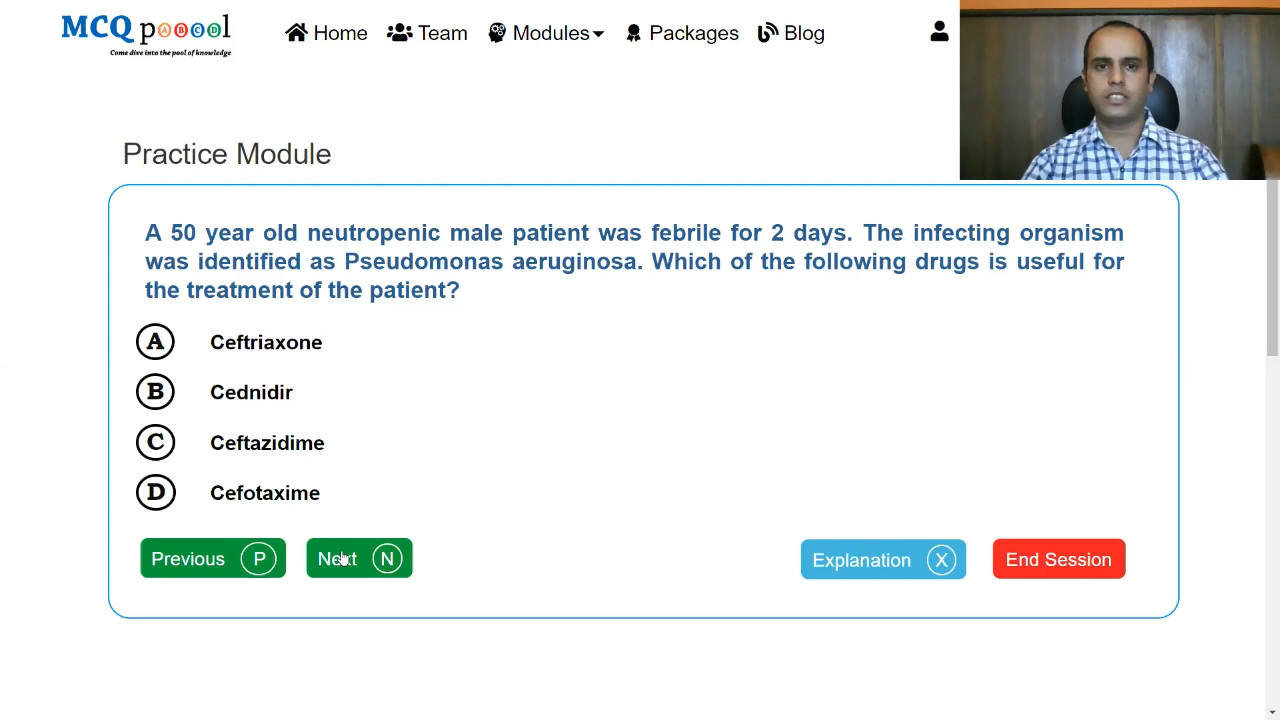 MCQ poool
Come dive into the pool of knowledge
Home Team Modules Packages Blog
Practice Module
A 50 year old neutropenic male patient was febrile for 2 days. The infecting organism
was identified as Pseudomonas aeruginosa. Which of the following drugs is useful for
the treatment of the patient?
A Ceftriaxone
B Cednidir
C Ceftazidime
D Cefotaxime
Previous P Next N Explanation X End Session